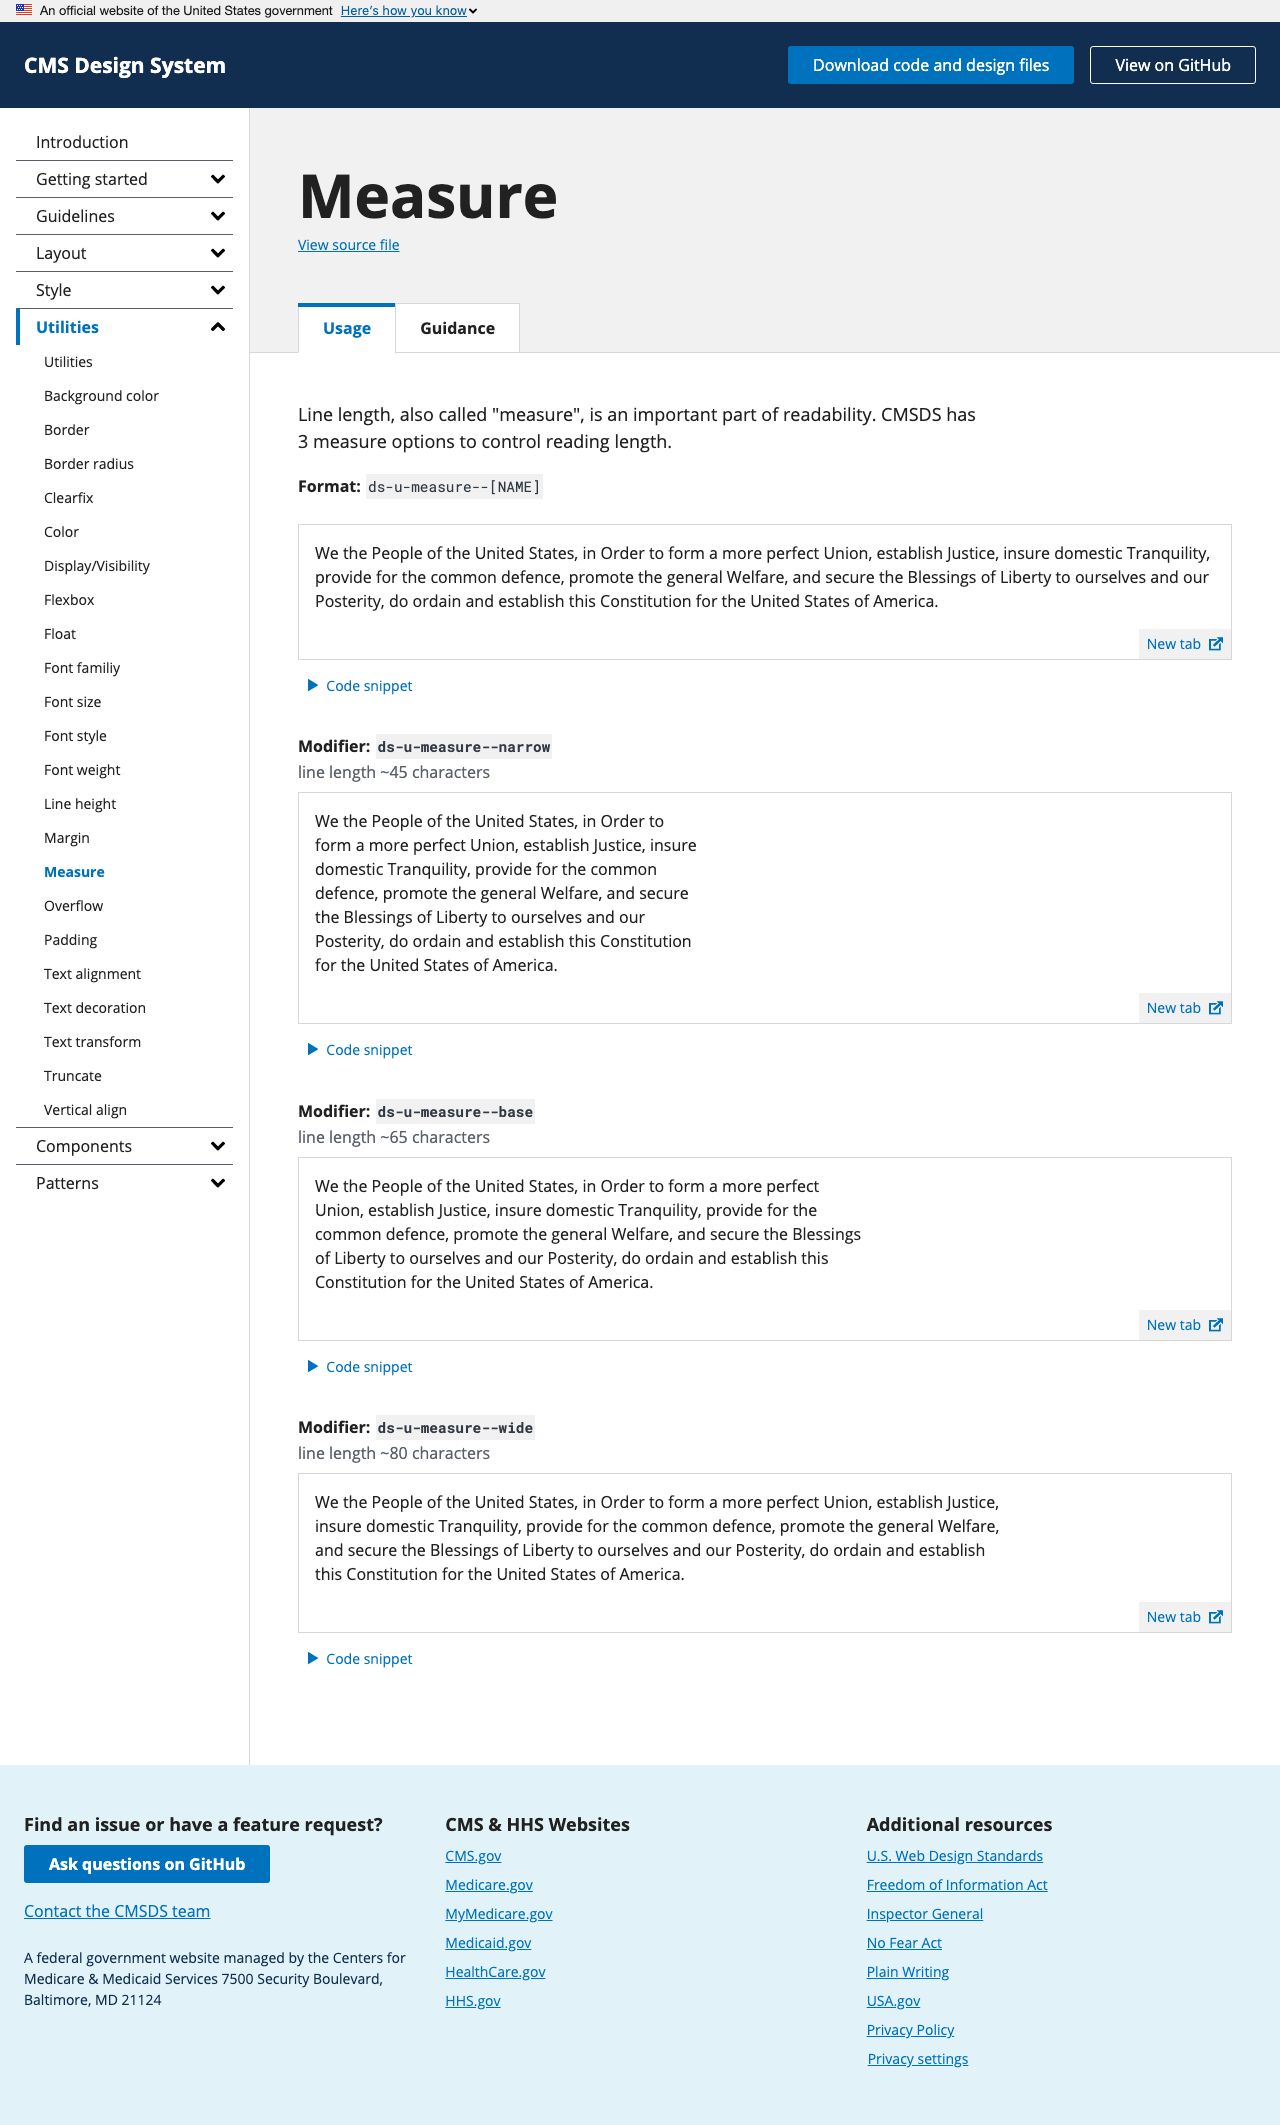 An official website of the United States government Here's how you know
CMS Design System
Download code and design files
View on GitHub
Introduction
Getting started
Guidelines
Layout
Style
Utilities
Utilities
Background color
Border
Border radius
Clearfix
Color
Display/Visibility
Flexbox
Float
Font familiy
Font size
Font style
Font weight
Line height
Margin
Measure
Overflow
Padding
Text alignment
Text decoration
Text transform
Truncate
Vertical align
Components
Patterns
Measure
View source file
Usage
Guidance
Line length, also called "measure", is an important part of readability. CMSDS has
3 measure options to control reading length.
Format: ds-u-measure--[NAME]
We the People of the United States, in Order to form a more perfect Union, establish Justice, insure domestic Tranquility,
provide for the common defence, promote the general Welfare, and secure the Blessings of Liberty to ourselves and our
Posterity, do ordain and establish this Constitution for the United States of America.
New tab
Code snippet
Modifier: ds-u-measure--narrow
line length ~45 characters
We the People of the United States, in Order to
form a more perfect Union, establish Justice, insure
domestic Tranquility, provide for the common
defence, promote the general Welfare, and secure
the Blessings of Liberty to ourselves and our
Posterity, do ordain and establish this Constitution
for the United States of America.
New tab
Code snippet
Modifier: ds-u-measure--base
line length ~65 characters
We the People of the United States, in Order to form a more perfect
Union, establish Justice, insure domestic Tranquility, provide for the
common defence, promote the general Welfare, and secure the Blessings
of Liberty to ourselves and our Posterity, do ordain and establish this
Constitution for the United States of America.
New tab
Code snippet
Modifier: ds-u-measure--wide
line length ~80 characters
We the People of the United States, in Order to form a more perfect Union, establish Justice,
insure domestic Tranquility, provide for the common defence, promote the general Welfare,
and secure the Blessings of Liberty to ourselves and our Posterity, do ordain and establish
this Constitution for the United States of America.
New tab
Code snippet
Find an issue or have a feature request?
Ask questions on GitHub
Contact the CMSDS team
A federal government website managed by the Centers for
Medicare & Medicaid Services 7500 Security Boulevard,
Baltimore, MD 21124
CMS & HHS Websites
CMS.gov
Medicare.gov
MyMedicare.gov
Medicaid.gov
HealthCare.gov
HHS.gov
Additional resources
U.S. Web Design Standards
Freedom of Information Act
Inspector General
No Fear Act
Plain Writing
USA.gov
Privacy Policy
Privacy settings